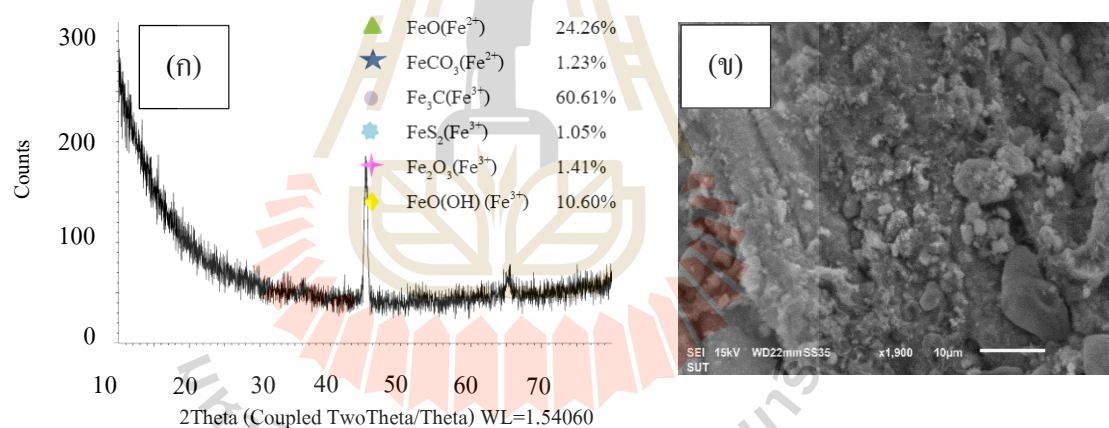 300
200
100
0
Counts
(ก)
FeO(Fe²⁺) 24.26%
FeCO₃(Fe²⁺) 1.23%
Fe₃C(Fe³⁺) 60.61%
FeS₂(Fe³⁺) 1.05%
Fe₂O₃(Fe³⁺) 1.41%
FeO(OH) (Fe³⁺) 10.60%
10 20 30 40 50 60 70
2Theta (Coupled TwoTheta/Theta) WL=1.54060
(ข)
SEI 15kV WD22mmSS35 x1,900 10μm
SUT